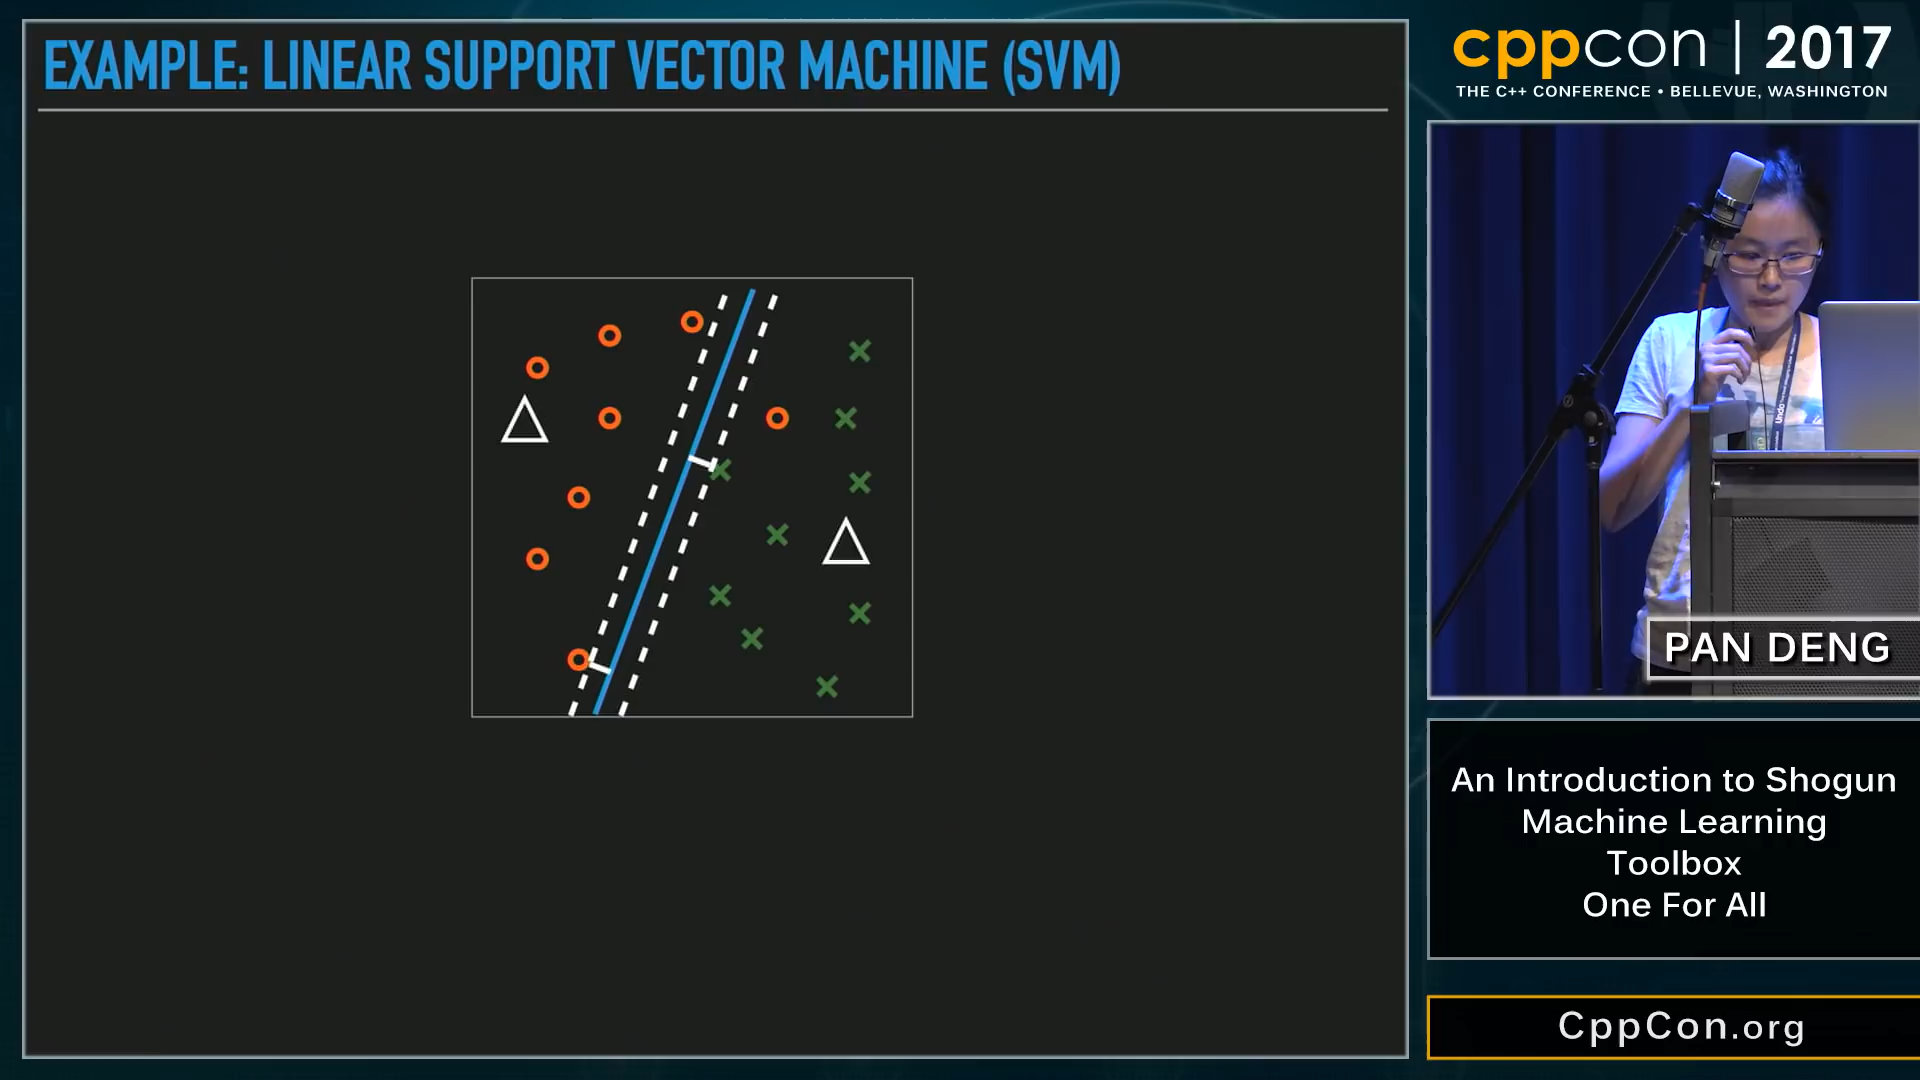 EXAMPLE: LINEAR SUPPORT VECTOR MACHINE (SVM)
cppcon | 2017
THE C++ CONFERENCE • BELLEVUE, WASHINGTON
PAN DENG
An Introduction to Shogun
Machine Learning
Toolbox
One For All
CppCon.org